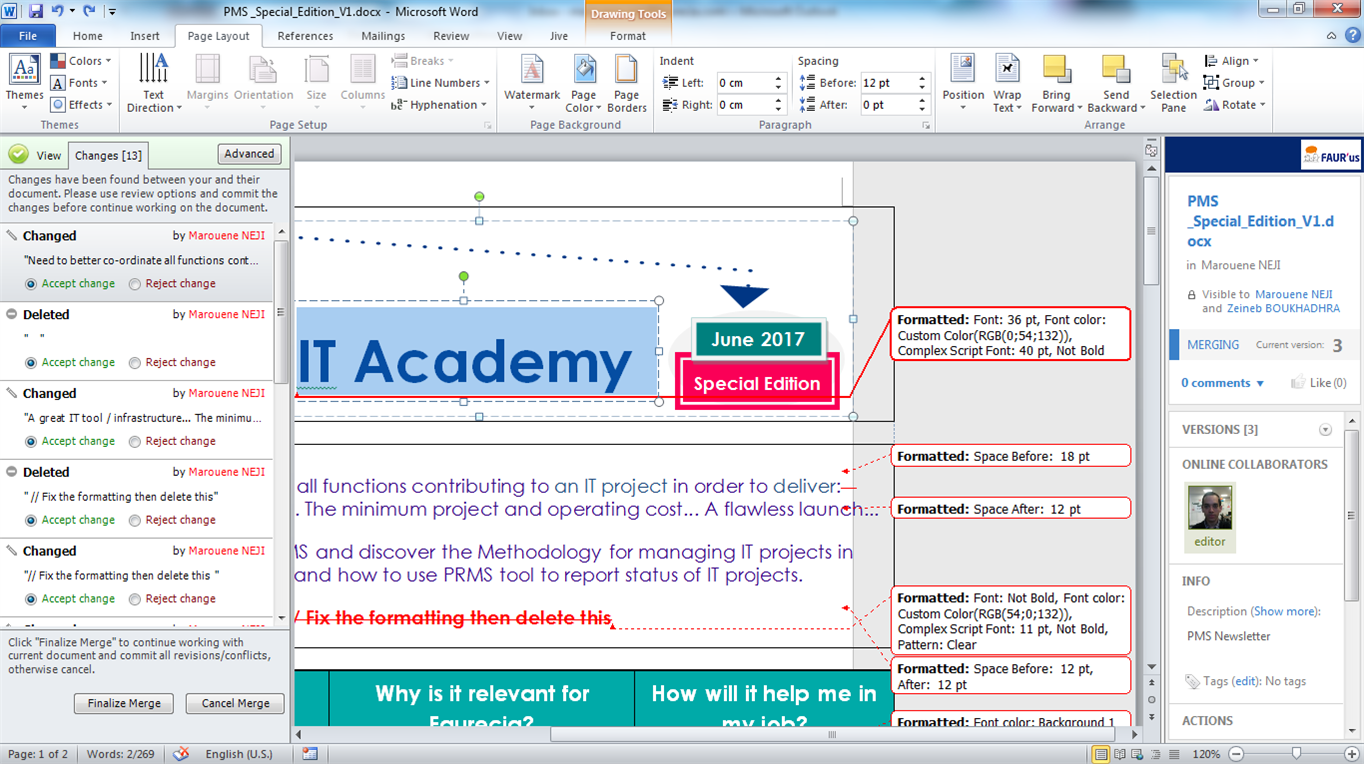 PMS _Special_Edition_V1.docx - Microsoft Word
Drawing Tools
File Home Insert Page Layout References Mailings Review View Jive Format
Themes
Colors
Fonts
Effects
Themes
Text Direction
Margins
Orientation
Size
Columns
Breaks
Line Numbers
Hyphenation
Page Setup
Watermark
Page Color
Page Borders
Page Background
Indent
Left: 0 cm
Right: 0 cm
Spacing
Before: 12 pt
After: 0 pt
Paragraph
Position
Wrap Text
Bring Forward
Send Backward
Selection Pane
Align
Group
Rotate
Arrange
View Changes [13] Advanced
Changes have been found between your and their
document. Please use review options and commit the
changes before continue working on the document.
Changed by Marouene NEJI
"Need to better co-ordinate all functions cont...
Accept change Reject change
Deleted by Marouene NEJI
" "
Accept change Reject change
Changed by Marouene NEJI
"A great IT tool / infrastructure... The minimu...
Accept change Reject change
Deleted by Marouene NEJI
" // Fix the formatting then delete this"
Accept change Reject change
Changed by Marouene NEJI
"// Fix the formatting then delete this "
Accept change Reject change
Click "Finalize Merge" to continue working with
current document and commit all revisions/conflicts,
otherwise cancel.
Finalize Merge Cancel Merge
IT Academy
June 2017
Special Edition
all functions contributing to an IT project in order to deliver:
. The minimum project and operating cost... A flawless launch...
MS and discover the Methodology for managing IT projects in
and how to use PRMS tool to report status of IT projects.
/ Fix the formatting then delete this
Why is it relevant for
Faurecia?
How will it help me in
my job?
Formatted: Font: 36 pt, Font color:
Custom Color(RGB(0;54;132)),
Complex Script Font: 40 pt, Not Bold
Formatted: Space Before: 18 pt
Formatted: Space After: 12 pt
Formatted: Font: Not Bold, Font color:
Custom Color(RGB(54;0;132)),
Complex Script Font: 11 pt, Not Bold,
Pattern: Clear
Formatted: Space Before: 12 pt,
After: 12 pt
Formatted: Font color: Background 1
FAUR'us
PMS
_Special_Edition_V1.d
ocx
in Marouene NEJI
Visible to Marouene NEJI
and Zeineb BOUKHADHRA
MERGING Current version: 3
0 comments Like (0)
VERSIONS [3]
ONLINE COLLABORATORS
editor
INFO
Description (Show more):
PMS Newsletter
Tags (edit): No tags
ACTIONS
Page: 1 of 2 Words: 2/269 English (U.S.) 120%